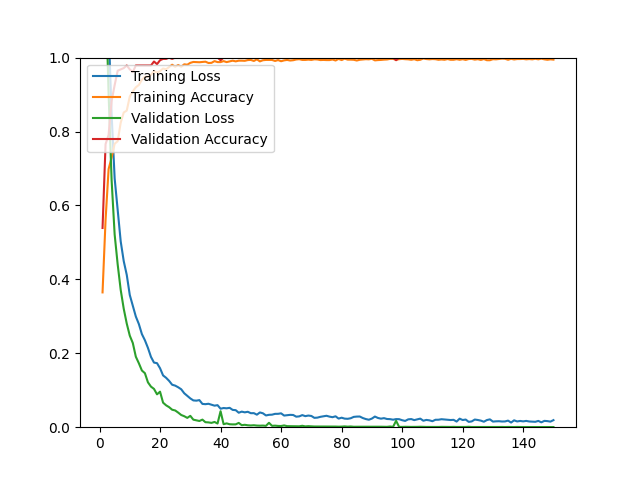 1.0
0.8
0.6
0.4
0.2
0.0
Training Loss
Training Accuracy
Validation Loss
Validation Accuracy
0 20 40 60 80 100 120 140